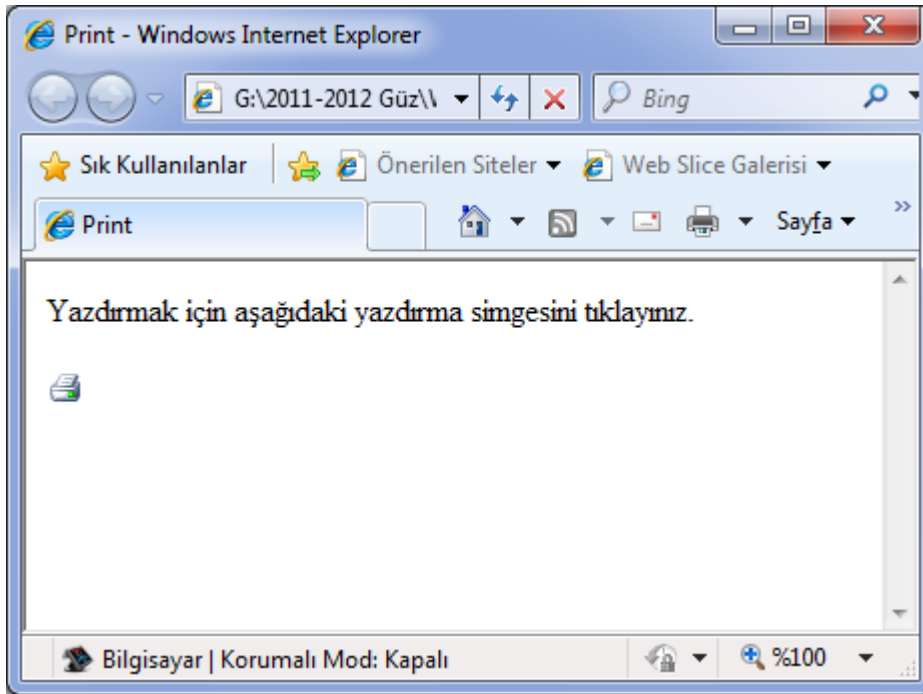 Print - Windows Internet Explorer
G:\2011-2012 Güz\\
Bing
Sık Kullanılanlar Önerilen Siteler Web Slice Galerisi
Print Sayfa »
Yazdırmak için aşağıdaki yazdırma simgesini tıklayınız.
Bilgisayar | Korumalı Mod: Kapalı %100